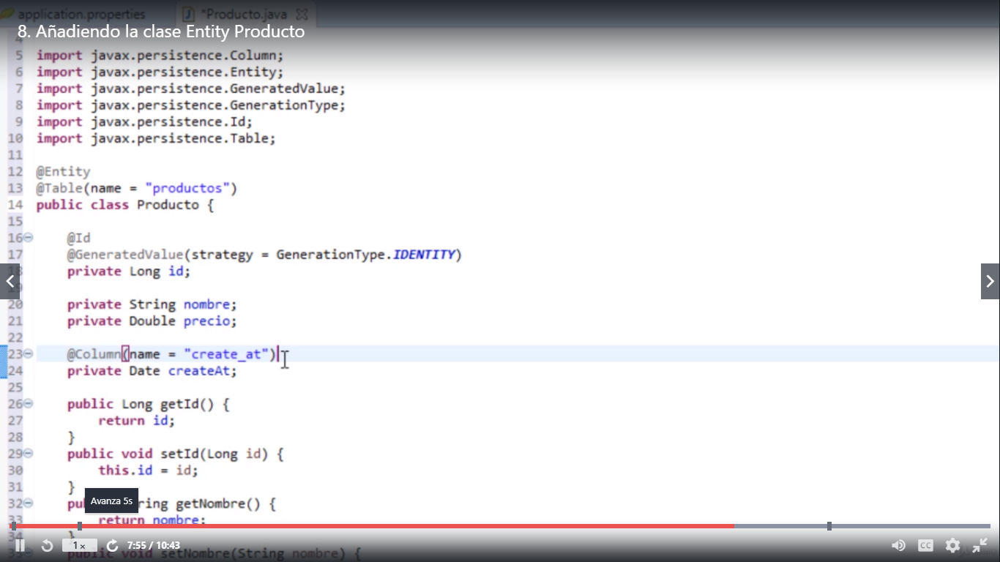 application.properties
*Producto.java
8. Añadiendo la clase Entity Producto
4
5 import javax.persistence.Column;
6 import javax.persistence.Entity;
7 import javax.persistence.GeneratedValue;
8 import javax.persistence.GenerationType;
9 import javax.persistence.Id;
10 import javax.persistence.Table;
11
12 @Entity
13 @Table(name = "productos")
14 public class Producto {
15
16 @Id
17 @GeneratedValue(strategy = GenerationType.IDENTITY)
18 private Long id;
19
20 private String nombre;
21 private Double precio;
22
23 @Column(name = "create_at")
24 private Date createAt;
25
26 public Long getId() {
27 return id;
28 }
29 public void setId(Long id) {
30 this.id = id;
31 }
32 pu ring getNombre() {
Avanza 5s
33 return nombre;
34 }
35 public void setNombre(String nombre) {
1 x
7:55 / 10:43
CC